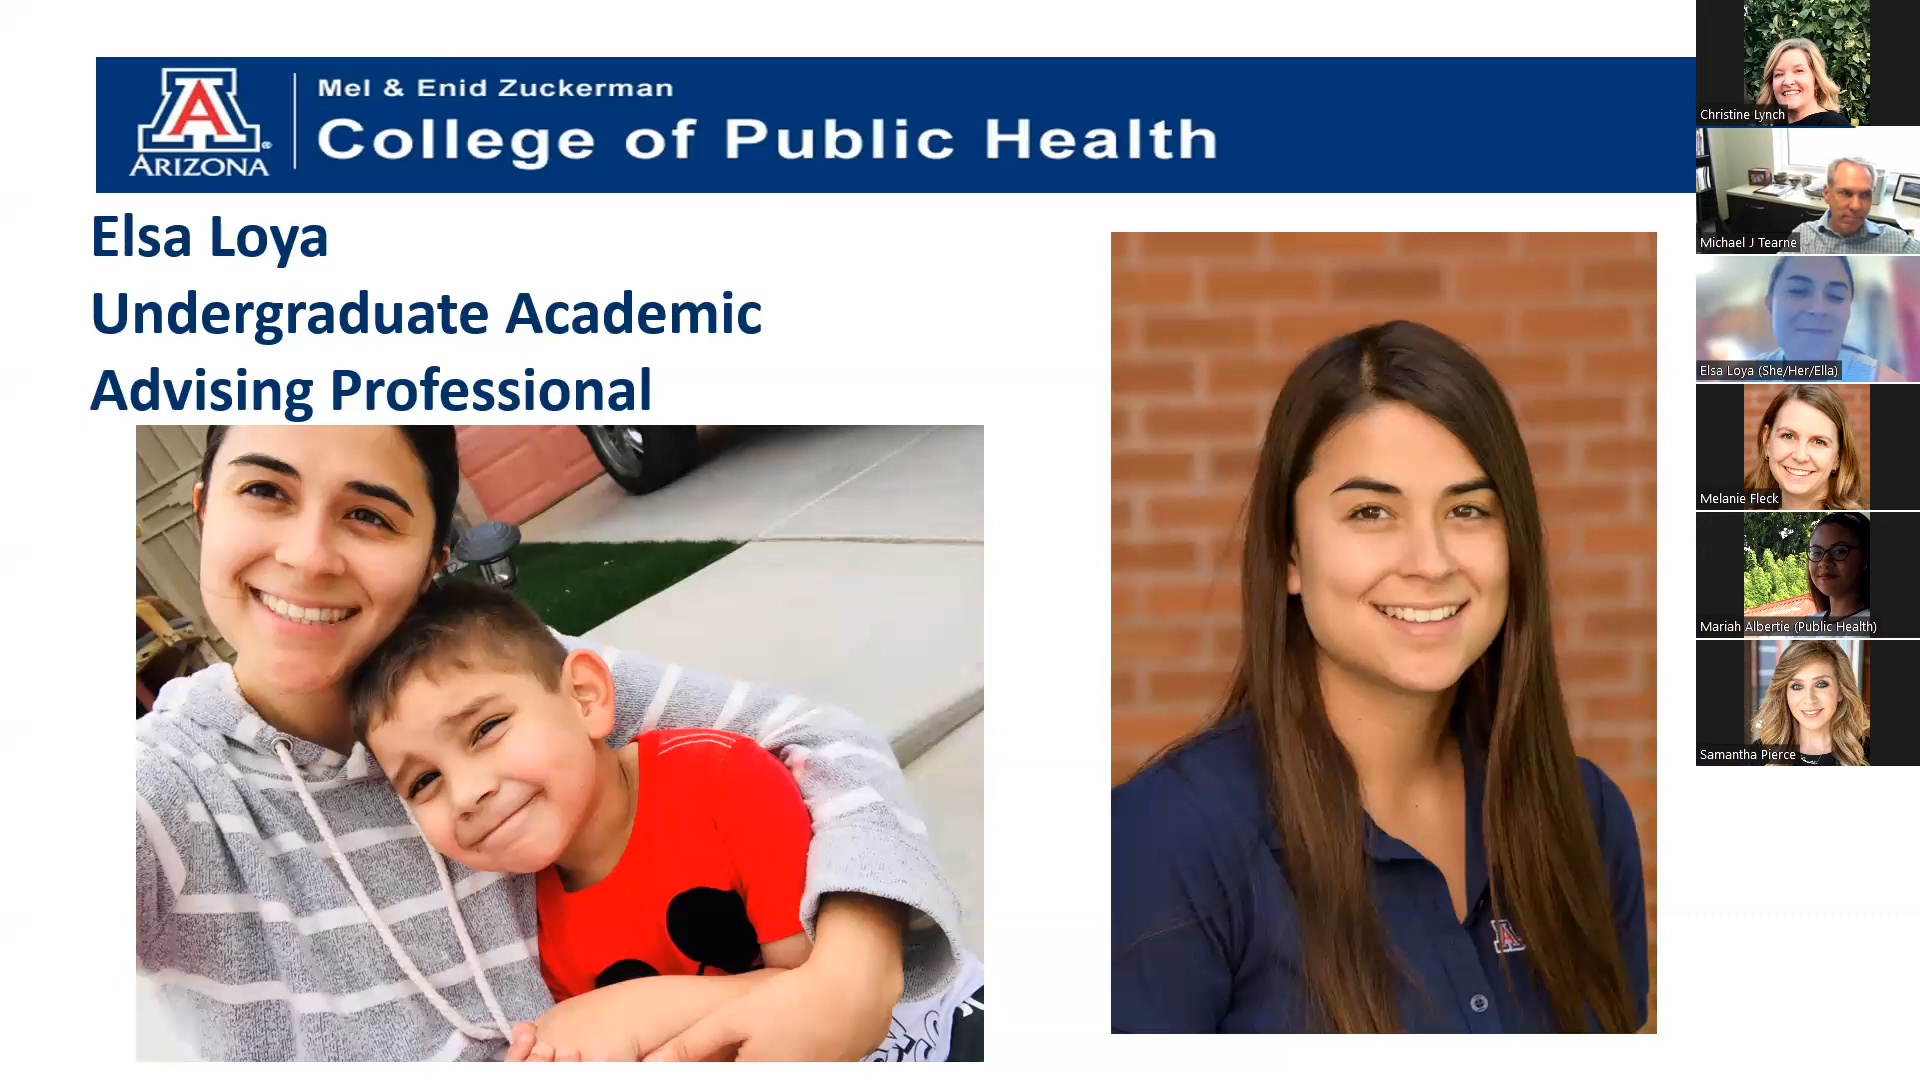 Mel & Enid Zuckerman
College of Public Health
A
ARIZONA
Elsa Loya
Undergraduate Academic
Advising Professional
A
Christine Lynch
Michael J Tearne
Elsa Loya (She/Her/Ella)
Melanie Fleck
Mariah Albertie (Public Health)
Samantha Pierce